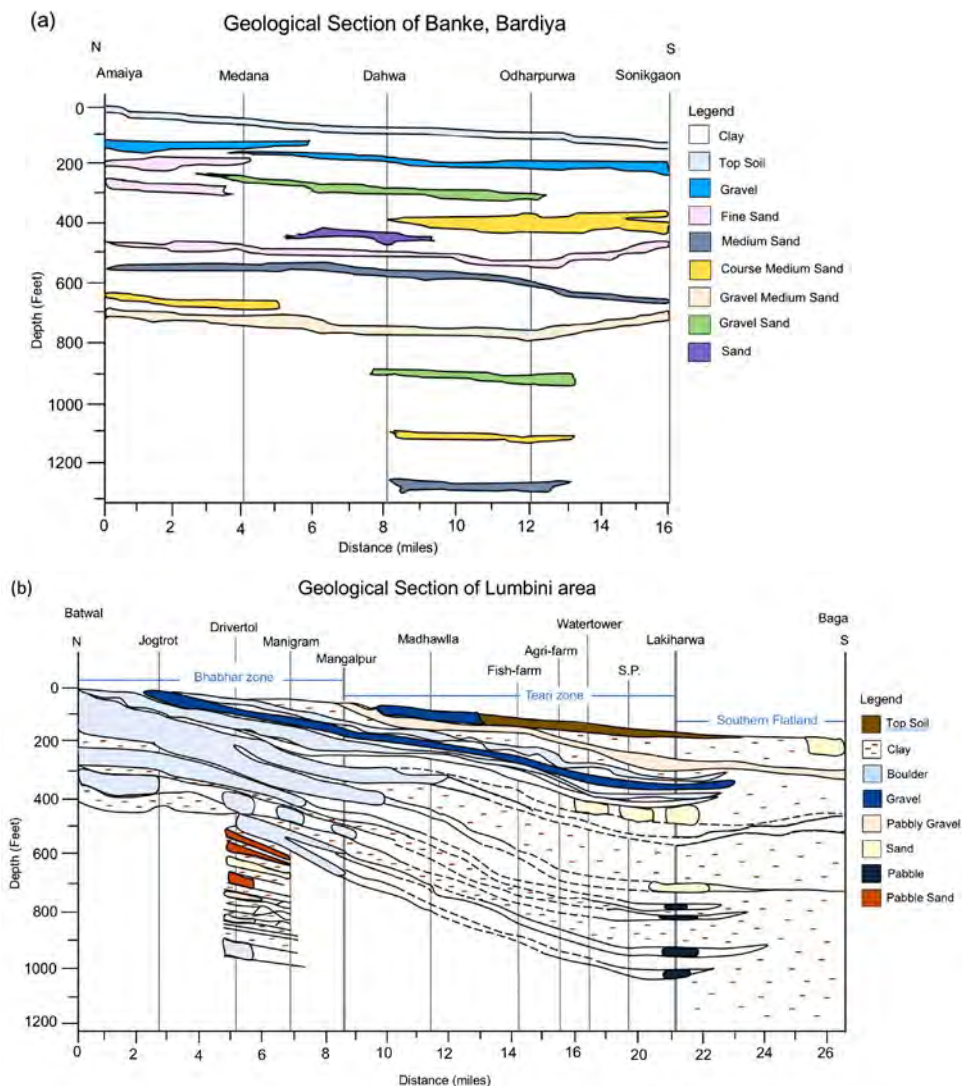 (a)
Geological Section of Banke, Bardiya
N
S
Amaiya
Medana
Dahwa
Odharpurwa
Sonikgaon
0
200
400
600
800
1000
1200
Depth (Feet)
0
2
4
6
8
10
12
14
16
Distance (miles)
Legend
Clay
Top Soil
Gravel
Fine Sand
Medium Sand
Course Medium Sand
Gravel Medium Sand
Gravel Sand
Sand
(b)
Geological Section of Lumbini area
Batwal
N
Jogtrot
Drivertol
Manigram
Mangalpur
Madhawlla
Fish-farm
Agri-farm
Watertower
S.P.
Lakiharwa
Baga
S
Bhabhar zone
Teari zone
Southern Flatland
0
200
400
600
800
1000
1200
Depth (Feet)
0
2
4
6
8
10
12
14
16
18
20
22
24
26
Distance (miles)
Legend
Top Soil
Clay
Boulder
Gravel
Pabbly Gravel
Sand
Pabble
Pabble Sand